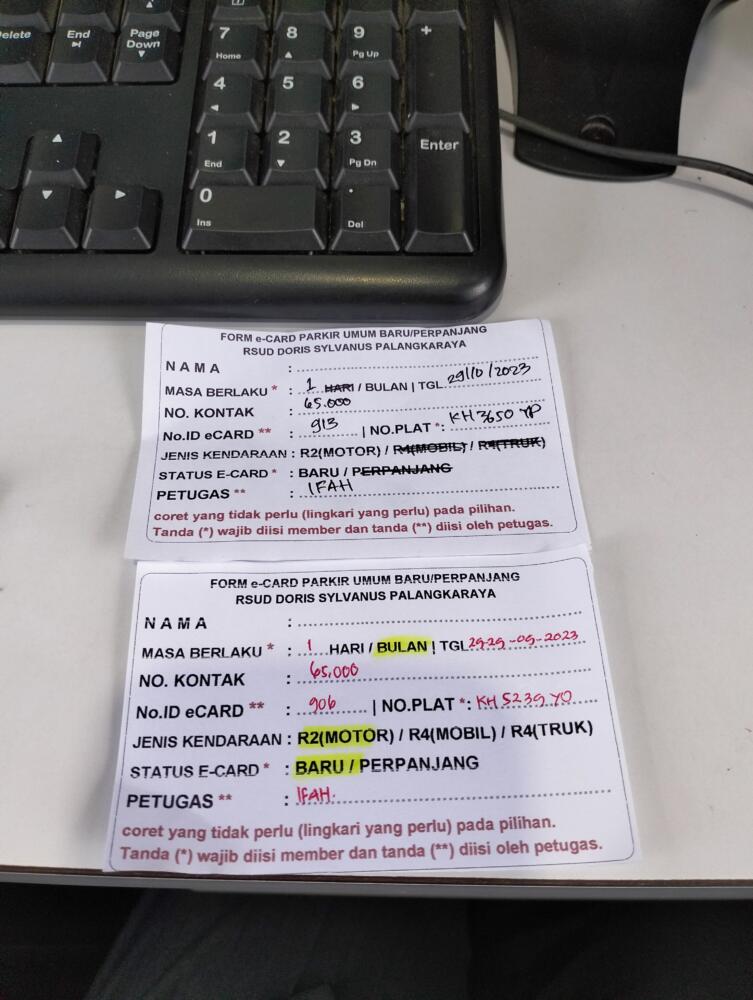 Delete
End
Page Down
7 Home
8
9 Pg Up
+
4
5
6
1 End
2
3 Pg Dn
Enter
0 Ins
. Del
FORM e-CARD PARKIR UMUM BARU/PERPANJANG
RSUD DORIS SYLVANUS PALANGKARAYA
NAMA :
MASA BERLAKU * : 1 HARI / BULAN | TGL. 29/10/2023
NO. KONTAK : 65.000
No.ID eCARD ** : 913 | NO.PLAT *: KH 3650 YP
JENIS KENDARAAN : R2(MOTOR) / R4(MOBIL) / R4(TRUK)
STATUS E-CARD * : BARU / PERPANJANG
PETUGAS ** : IFAH
coret yang tidak perlu (lingkari yang perlu) pada pilihan.
Tanda (*) wajib diisi member dan tanda (**) diisi oleh petugas.
FORM e-CARD PARKIR UMUM BARU/PERPANJANG
RSUD DORIS SYLVANUS PALANGKARAYA
NAMA :
MASA BERLAKU * : 1 HARI / BULAN | TGL. 29-29-09-2023
NO. KONTAK : 65.000
No.ID eCARD ** : 906 | NO.PLAT *: KH 5239 YO
JENIS KENDARAAN : R2(MOTOR) / R4(MOBIL) / R4(TRUK)
STATUS E-CARD * : BARU / PERPANJANG
PETUGAS ** : IFAH.
coret yang tidak perlu (lingkari yang perlu) pada pilihan.
Tanda (*) wajib diisi member dan tanda (**) diisi oleh petugas.